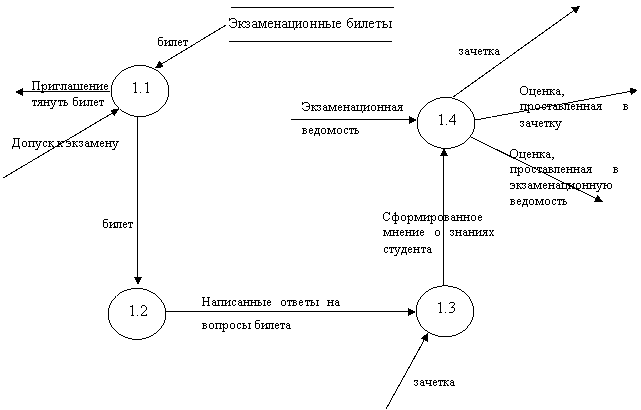 Экзаменационные билеты
билет
зачетка
1.1
Приглашение
тянуть билет
Допуск к экзамену
Экзаменационная
ведомость
1.4
Оценка,
проставленная в
зачетку
Оценка,
проставленная в
экзаменационную
ведомость
билет
Сформированное
мнение о знаниях
студента
1.2
Написанные ответы на
вопросы билета
1.3
зачетка